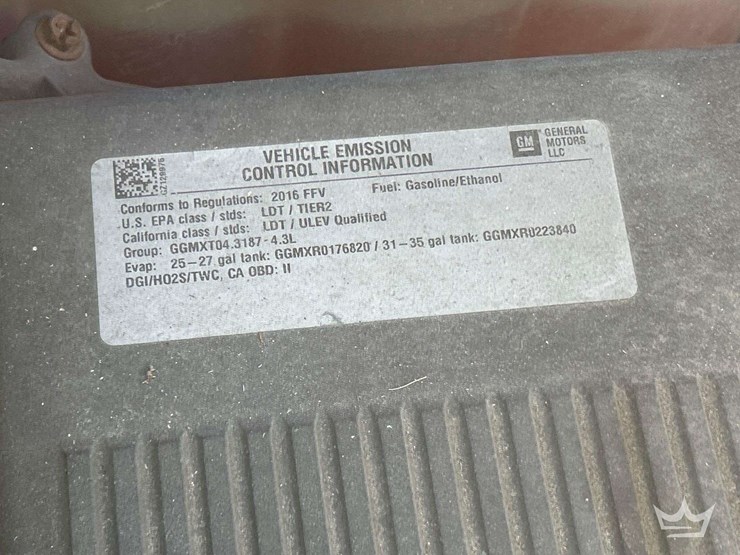 VEHICLE EMISSION
CONTROL INFORMATION
GM GENERAL
MOTORS
LLC
Conforms to Regulations: 2016 FFV Fuel: Gasoline/Ethanol
U.S. EPA class / stds: LDT / TIER2
California class / stds: LDT / ULEV Qualified
Group: GGMXT04.3187-4.3L
Evap: 25-27 gal tank: GGMXR0176820 / 31-35 gal tank: GGMXR0223840
DGI/HO2S/TWC, CA OBD: II